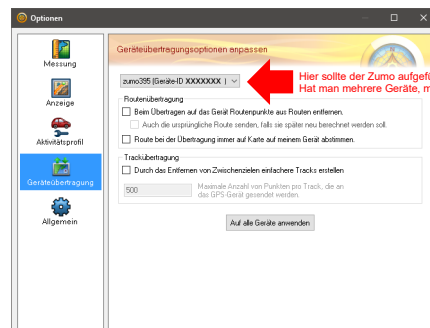 Optionen
Messung
Anzeige
Aktivitätsprofil
Geräteübertragung
Allgemein
Geräteübertragungsoptionen anpassen
zumo395 (Geräte-ID XXXXXXX )
Hier sollte der Zumo aufgefü
Hat man mehrere Geräte, m
Routenübertragung
Beim Übertragen auf das Gerät Routenpunkte aus Routen entfernen.
Auch die ursprüngliche Route senden, falls sie später neu berechnet werden soll.
Route bei der Übertragung immer auf Karte auf meinem Gerät abstimmen.
Trackübertragung
Durch das Entfernen von Zwischenzielen einfachere Tracks erstellen
500
Maximale Anzahl von Punkten pro Track, die an
das GPS-Gerät gesendet werden.
Auf alle Geräte anwenden